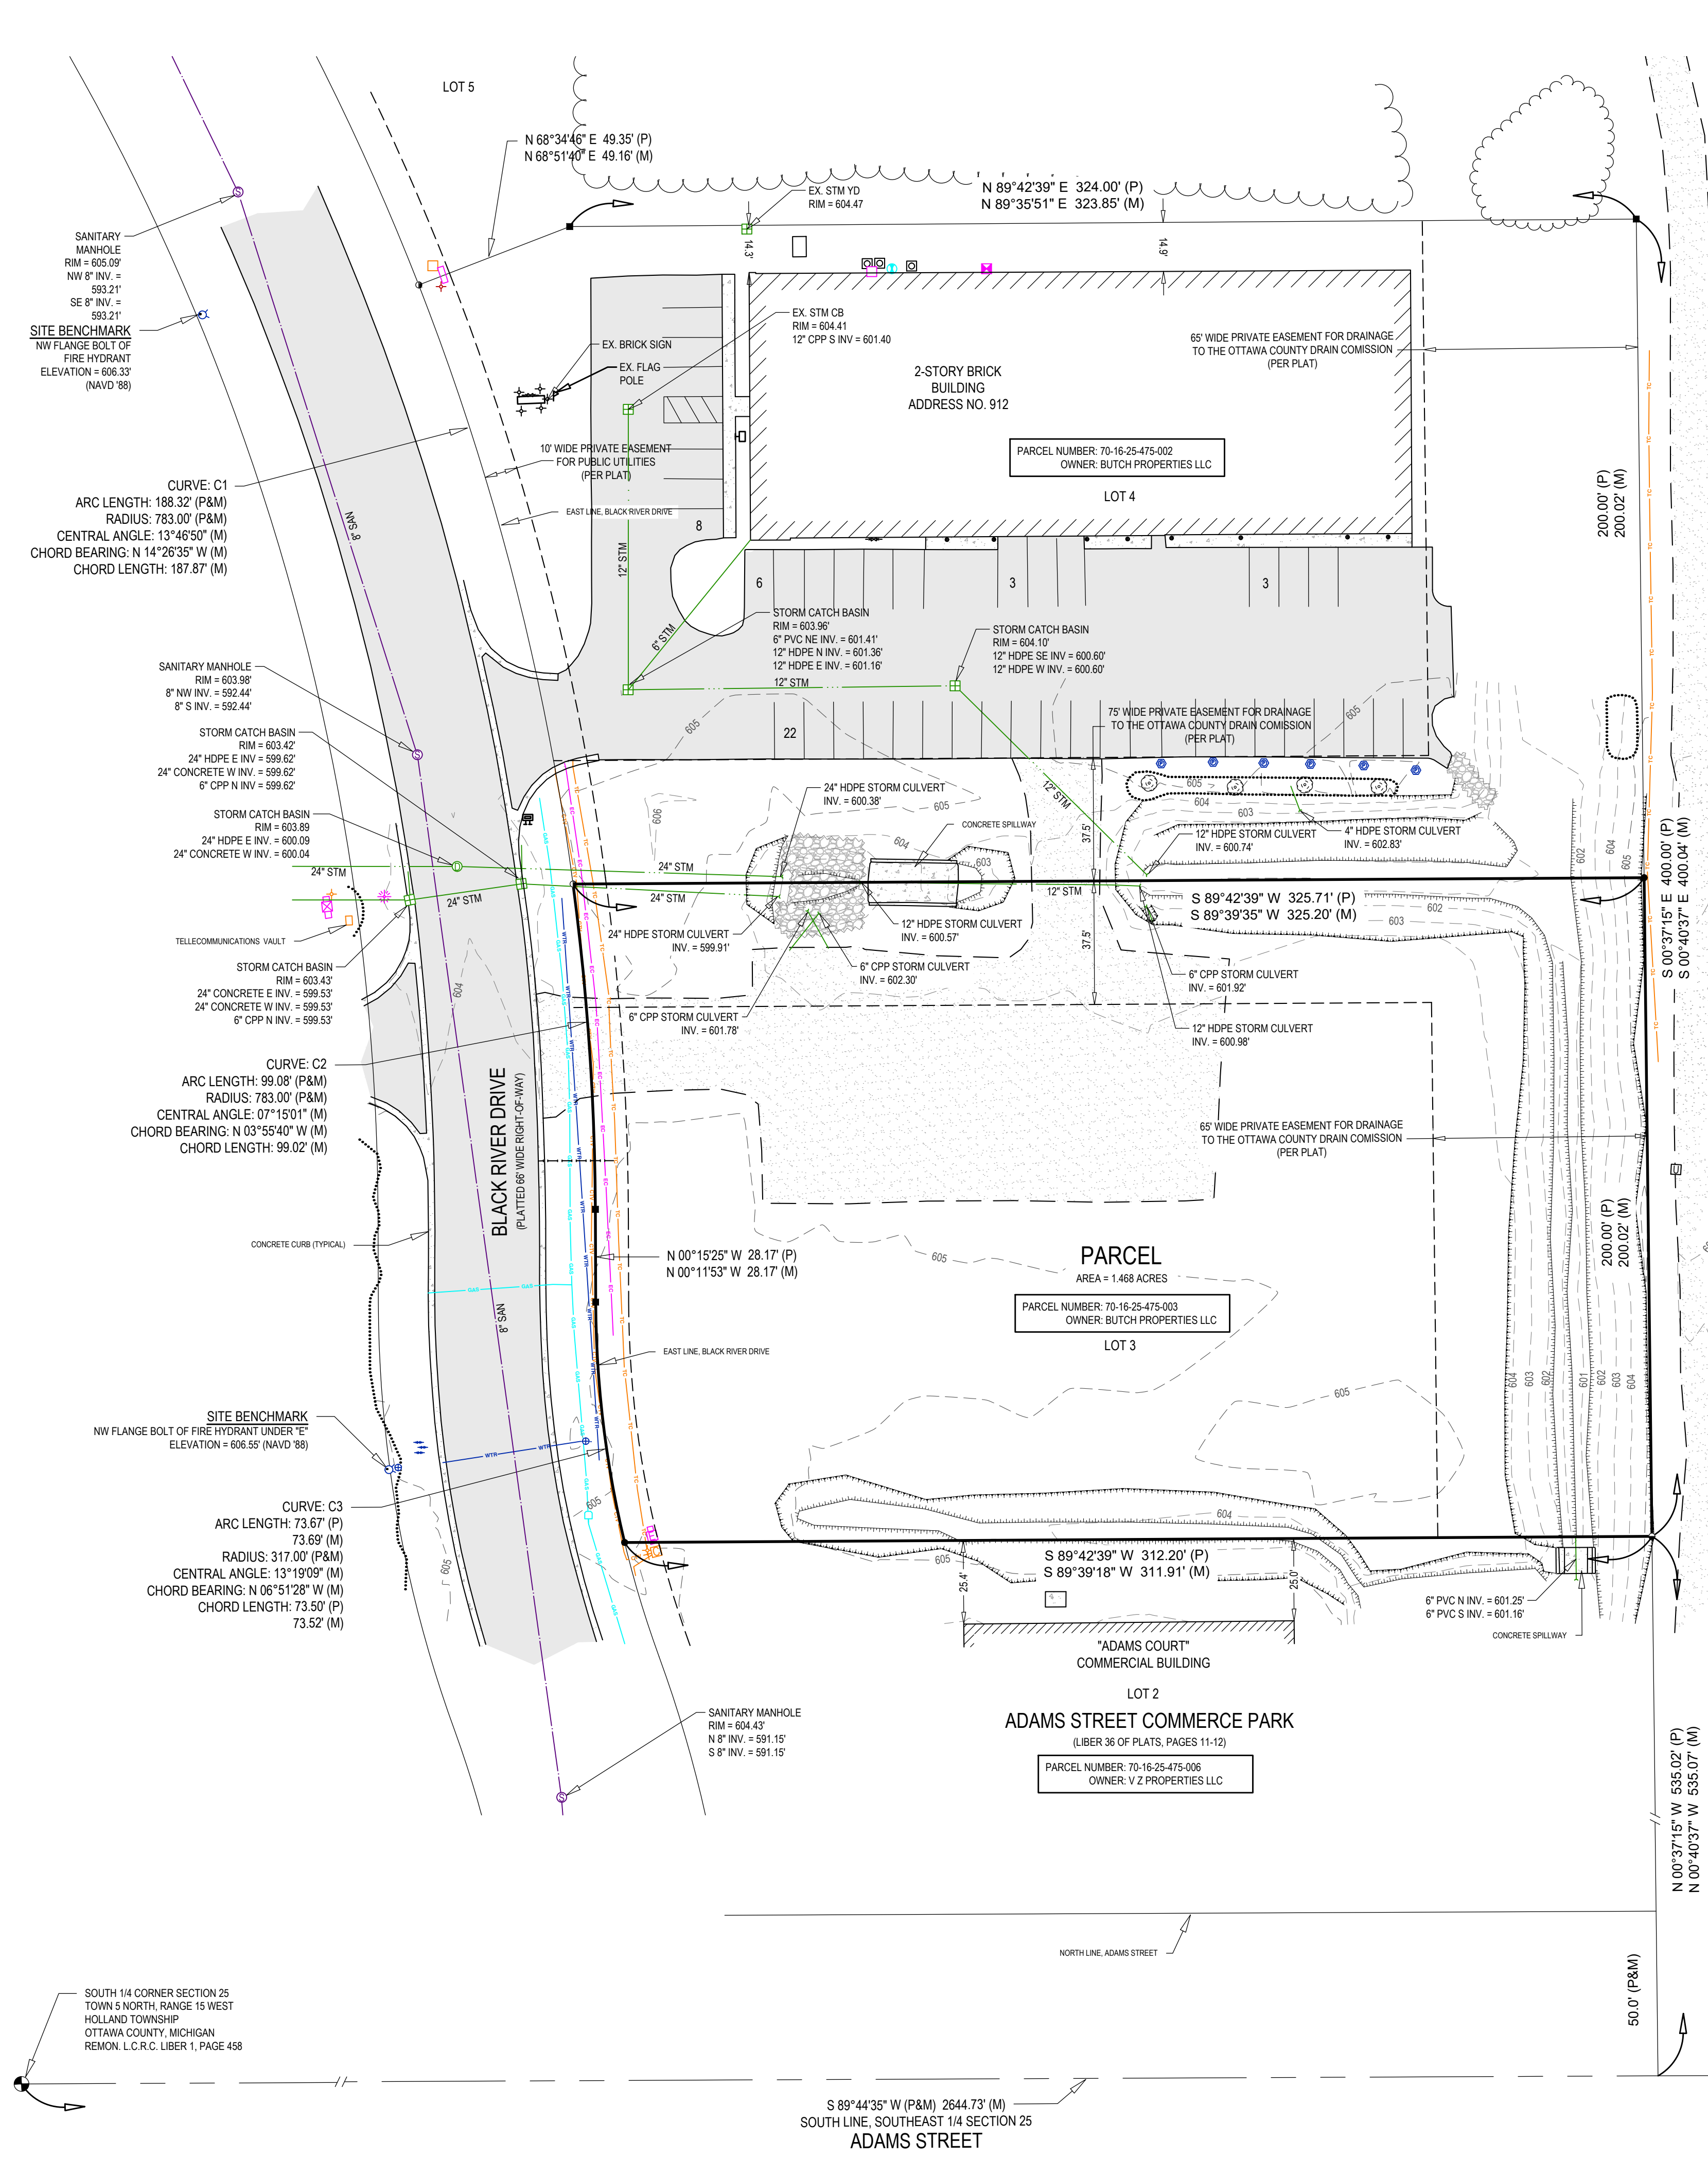 LOT 5
N 68°34'46" E 49.35' (P)
N 68°51'40" E 49.16' (M)
EX. STM YD
RIM = 604.47
N 89°42'39" E 324.00' (P)
N 89°35'51" E 323.85' (M)
14.3'
14.9'
SANITARY
MANHOLE
RIM = 605.09'
NW 8" INV. =
593.21'
SE 8" INV. =
593.21'
SITE BENCHMARK
NW FLANGE BOLT OF
FIRE HYDRANT
ELEVATION = 606.33'
(NAVD '88)
EX. STM CB
RIM = 604.41
12" CPP S INV = 601.40
EX. BRICK SIGN
EX. FLAG
POLE
2-STORY BRICK
BUILDING
ADDRESS NO. 912
65' WIDE PRIVATE EASEMENT FOR DRAINAGE
TO THE OTTAWA COUNTY DRAIN COMISSION
(PER PLAT)
PARCEL NUMBER: 70-16-25-475-002
OWNER: BUTCH PROPERTIES LLC
LOT 4
10' WIDE PRIVATE EASEMENT
FOR PUBLIC UTILITIES
(PER PLAT)
EAST LINE, BLACK RIVER DRIVE
8
CURVE: C1
ARC LENGTH: 188.32' (P&M)
RADIUS: 783.00' (P&M)
CENTRAL ANGLE: 13°46'50" (M)
CHORD BEARING: N 14°26'35" W (M)
CHORD LENGTH: 187.87' (M)
8" SAN
200.00' (P)
200.02' (M)
12" STM
6" STM
6
3
3
STORM CATCH BASIN
RIM = 603.96'
6" PVC NE INV. = 601.41'
12" HDPE N INV = 601.36'
12" HDPE E INV. = 601.16'
12" STM
STORM CATCH BASIN
RIM = 604.10'
12" HDPE SE INV = 600.60'
12" HDPE W INV. = 600.60'
SANITARY MANHOLE
RIM = 603.98'
8" NW INV. = 592.44'
8" S INV. = 592.44'
605
22
75' WIDE PRIVATE EASEMENT FOR DRAINAGE
TO THE OTTAWA COUNTY DRAIN COMISSION
(PER PLAT)
605
STORM CATCH BASIN
RIM = 603.42'
24" HDPE E INV = 599.62'
24" CONCRETE W INV. = 599.62'
6" CPP N INV = 599.62'
STORM CATCH BASIN
RIM = 603.89
24" HDPE E INV = 600.09
24" CONCRETE W INV. = 600.04
24" HDPE STORM CULVERT
INV. = 600.38'
605
606
12" STM
605
604
603
CONCRETE SPILLWAY
604
603
37.5'
12" HDPE STORM CULVERT
INV. = 600.74'
4" HDPE STORM CULVERT
INV. = 602.83'
602
604
605
24" STM
24" STM
24" STM
24" STM
12" STM
S 89°42'39" W 325.71' (P)
S 89°39'35" W 325.20' (M)
602
603
S 00°37'15" E 400.00' (P)
S 00°40'37" E 400.04' (M)
TELLECOMMUNICATIONS VAULT
24" HDPE STORM CULVERT
INV. = 599.91'
12" HDPE STORM CULVERT
INV. = 600.57'
37.5'
STORM CATCH BASIN
RIM = 603.43'
24" CONCRETE E INV. = 599.53'
24" CONCRETE W INV. = 599.53'
6" CPP N INV. = 599.53'
604
6" CPP STORM CULVERT
INV. = 602.30'
6" CPP STORM CULVERT
INV. = 601.92'
6" CPP STORM CULVERT
INV. = 601.78'
12" HDPE STORM CULVERT
INV. = 600.98'
CURVE: C2
ARC LENGTH: 99.08' (P&M)
RADIUS: 783.00' (P&M)
CENTRAL ANGLE: 07°15'01" (M)
CHORD BEARING: N 03°55'40" W (M)
CHORD LENGTH: 99.02' (M)
BLACK RIVER DRIVE
(PLATTED 66' WIDE RIGHT-OF-WAY)
65' WIDE PRIVATE EASEMENT FOR DRAINAGE
TO THE OTTAWA COUNTY DRAIN COMISSION
(PER PLAT)
CONCRETE CURB (TYPICAL)
N 00°15'25" W 28.17' (P)
N 00°11'53" W 28.17' (M)
605
PARCEL
AREA = 1.468 ACRES
PARCEL NUMBER: 70-16-25-475-003
OWNER: BUTCH PROPERTIES LLC
LOT 3
200.00' (P)
200.02' (M)
8" SAN
GAS
GAS
EAST LINE, BLACK RIVER DRIVE
605
604
603
602
601
602
603
604
SITE BENCHMARK
NW FLANGE BOLT OF FIRE HYDRANT UNDER "E"
ELEVATION = 606.55' (NAVD '88)
WTR
WTR
CURVE: C3
ARC LENGTH: 73.67' (P)
73.69' (M)
RADIUS: 317.00' (P&M)
CENTRAL ANGLE: 13°19'09" (M)
CHORD BEARING: N 06°51'28" W (M)
CHORD LENGTH: 73.50' (P)
73.52' (M)
605
605
604
605
S 89°42'39" W 312.20' (P)
S 89°39'18" W 311.91' (M)
25.4'
25.0'
6" PVC N INV. = 601.25'
6" PVC S INV. = 601.16'
CONCRETE SPILLWAY
"ADAMS COURT"
COMMERCIAL BUILDING
LOT 2
ADAMS STREET COMMERCE PARK
(LIBER 36 OF PLATS, PAGES 11-12)
PARCEL NUMBER: 70-16-25-475-006
OWNER: V Z PROPERTIES LLC
SANITARY MANHOLE
RIM = 604.43'
N 8" INV. = 591.15'
S 8" INV. = 591.15'
N 00°37'15" W 535.02' (P)
N 00°40'37" W 535.07' (M)
NORTH LINE, ADAMS STREET
50.0' (P&M)
SOUTH 1/4 CORNER SECTION 25
TOWN 5 NORTH, RANGE 15 WEST
HOLLAND TOWNSHIP
OTTAWA COUNTY, MICHIGAN
REMON. L.C.R.C. LIBER 1, PAGE 458
S 89°44'35" W (P&M) 2644.73' (M)
SOUTH LINE, SOUTHEAST 1/4 SECTION 25
ADAMS STREET